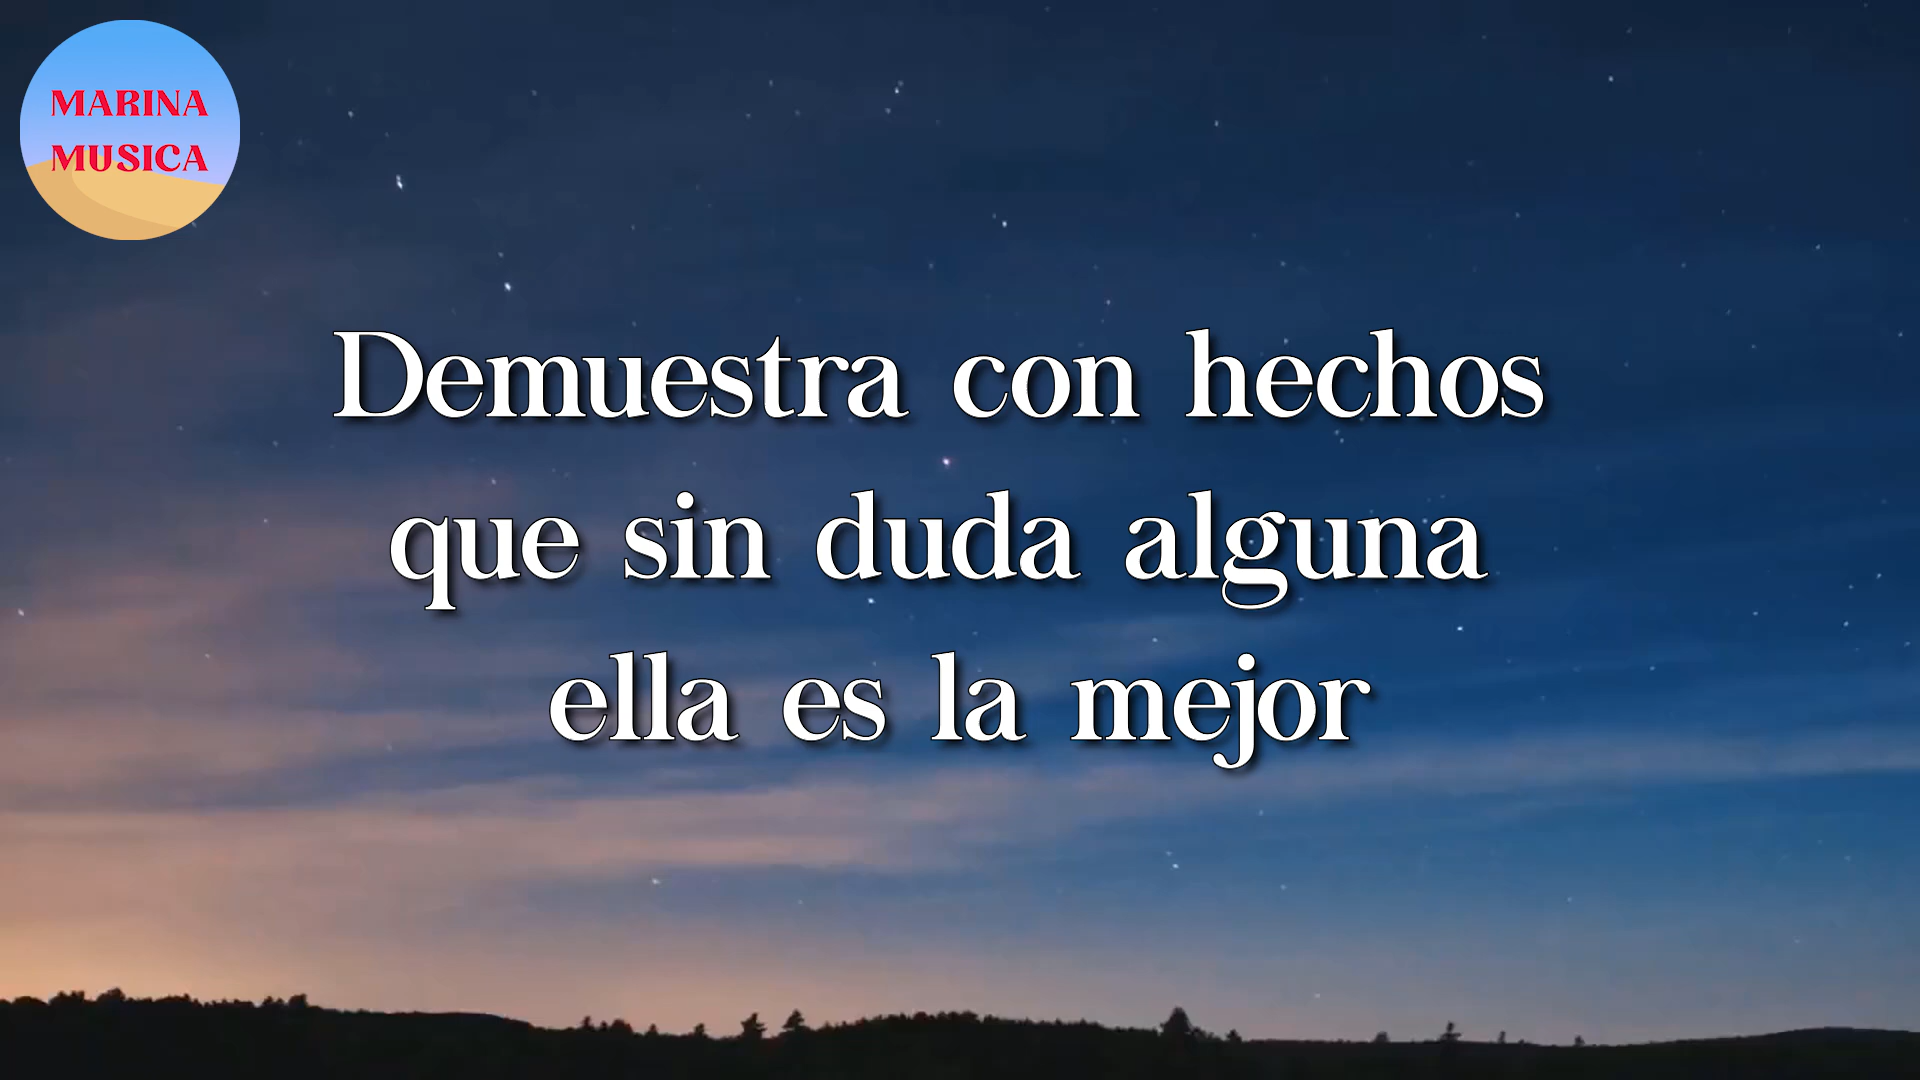 MARINA
MUSICA
Demuestra con hechos
que sin duda alguna
ella es la mejor